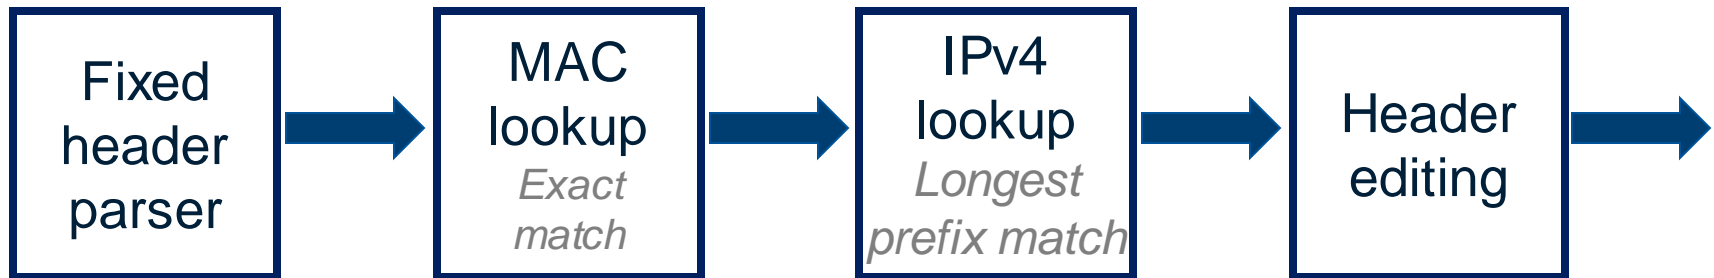 Fixed
header
parser
MAC
lookup
Exact
match
IPv4
lookup
Longest
prefix match
Header
editing